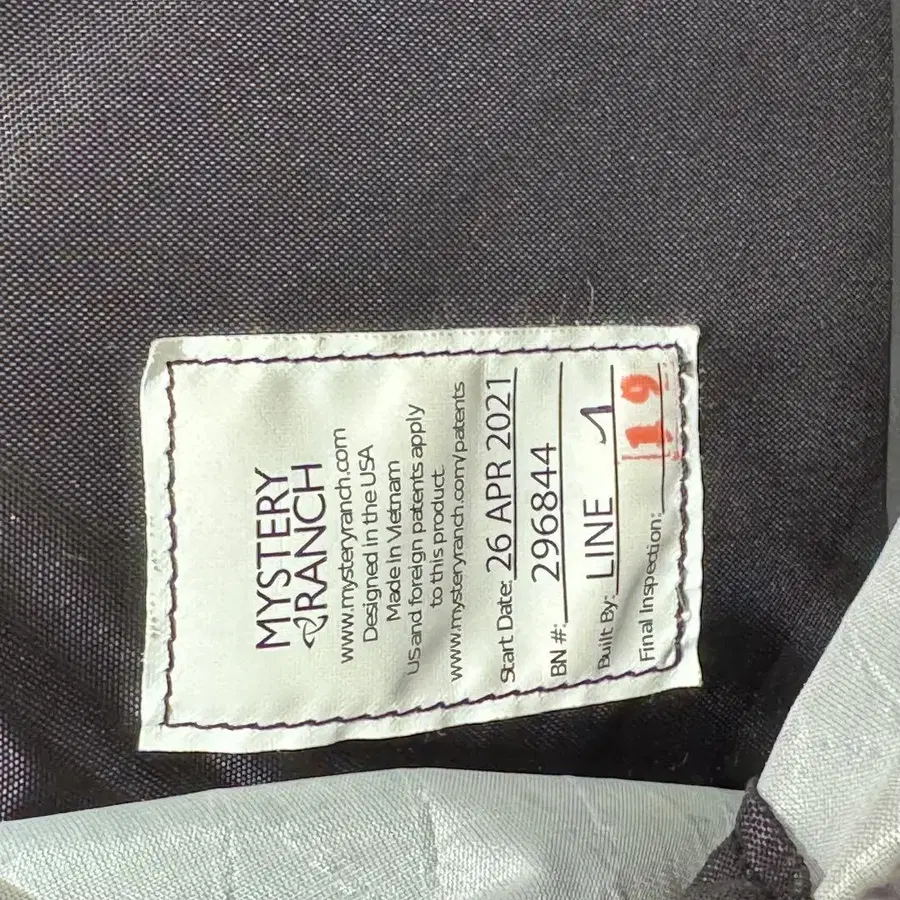 MYSTERY
RANCH
www.mysteryranch.com
Designed in the USA
Made in Vietnam
US and foreign patents apply
to this product.
www.mysteryranch.com/patents
Start Date: 26 APR 2021
BN #: 296844
Built By: LINE 1
Final Inspection: 19